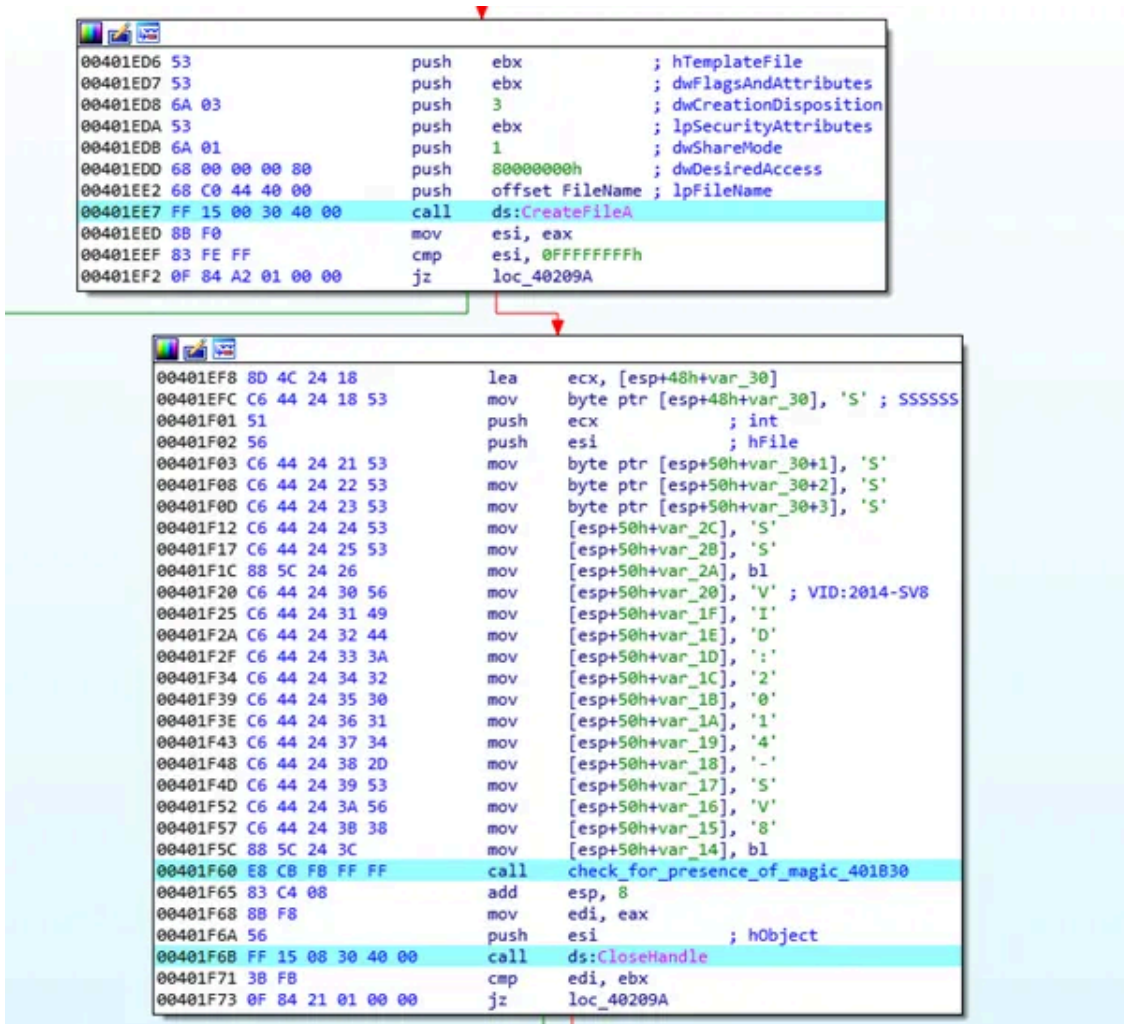 00401ED6 53 push ebx ; hTemplateFile
00401ED7 53 push ebx ; dwFlagsAndAttributes
00401ED8 6A 03 push 3 ; dwCreationDisposition
00401EDA 53 push ebx ; lpSecurityAttributes
00401EDB 6A 01 push 1 ; dwShareMode
00401EDD 68 00 00 00 80 push 80000000h ; dwDesiredAccess
00401EE2 68 C0 44 40 00 push offset FileName ; lpFileName
00401EE7 FF 15 00 30 40 00 call ds:CreateFileA
00401EED 8B F0 mov esi, eax
00401EEF 83 FE FF cmp esi, 0FFFFFFFFh
00401EF2 0F 84 A2 01 00 00 jz loc_40209A
00401EF8 8D 4C 24 18 lea ecx, [esp+48h+var_30]
00401EFC C6 44 24 18 53 mov byte ptr [esp+48h+var_30], 'S' ; SSSSSS
00401F01 51 push ecx ; int
00401F02 56 push esi ; hFile
00401F03 C6 44 24 21 53 mov byte ptr [esp+50h+var_30+1], 'S'
00401F08 C6 44 24 22 53 mov byte ptr [esp+50h+var_30+2], 'S'
00401F0D C6 44 24 23 53 mov byte ptr [esp+50h+var_30+3], 'S'
00401F12 C6 44 24 24 53 mov [esp+50h+var_2C], 'S'
00401F17 C6 44 24 25 53 mov [esp+50h+var_2B], 'S'
00401F1C 88 5C 24 26 mov [esp+50h+var_2A], bl
00401F20 C6 44 24 30 56 mov [esp+50h+var_20], 'V' ; VID:2014-SV8
00401F25 C6 44 24 31 49 mov [esp+50h+var_1F], 'I'
00401F2A C6 44 24 32 44 mov [esp+50h+var_1E], 'D'
00401F2F C6 44 24 33 3A mov [esp+50h+var_1D], ':'
00401F34 C6 44 24 34 32 mov [esp+50h+var_1C], '2'
00401F39 C6 44 24 35 30 mov [esp+50h+var_1B], '0'
00401F3E C6 44 24 36 31 mov [esp+50h+var_1A], '1'
00401F43 C6 44 24 37 34 mov [esp+50h+var_19], '4'
00401F48 C6 44 24 38 2D mov [esp+50h+var_18], '-'
00401F4D C6 44 24 39 53 mov [esp+50h+var_17], 'S'
00401F52 C6 44 24 3A 56 mov [esp+50h+var_16], 'V'
00401F57 C6 44 24 3B 38 mov [esp+50h+var_15], '8'
00401F5C 88 5C 24 3C mov [esp+50h+var_14], bl
00401F60 E8 CB FB FF FF call check_for_presence_of_magic_401B30
00401F65 83 C4 08 add esp, 8
00401F68 8B F8 mov edi, eax
00401F6A 56 push esi ; hObject
00401F6B FF 15 08 30 40 00 call ds:CloseHandle
00401F71 3B FB cmp edi, ebx
00401F73 0F 84 21 01 00 00 jz loc_40209A